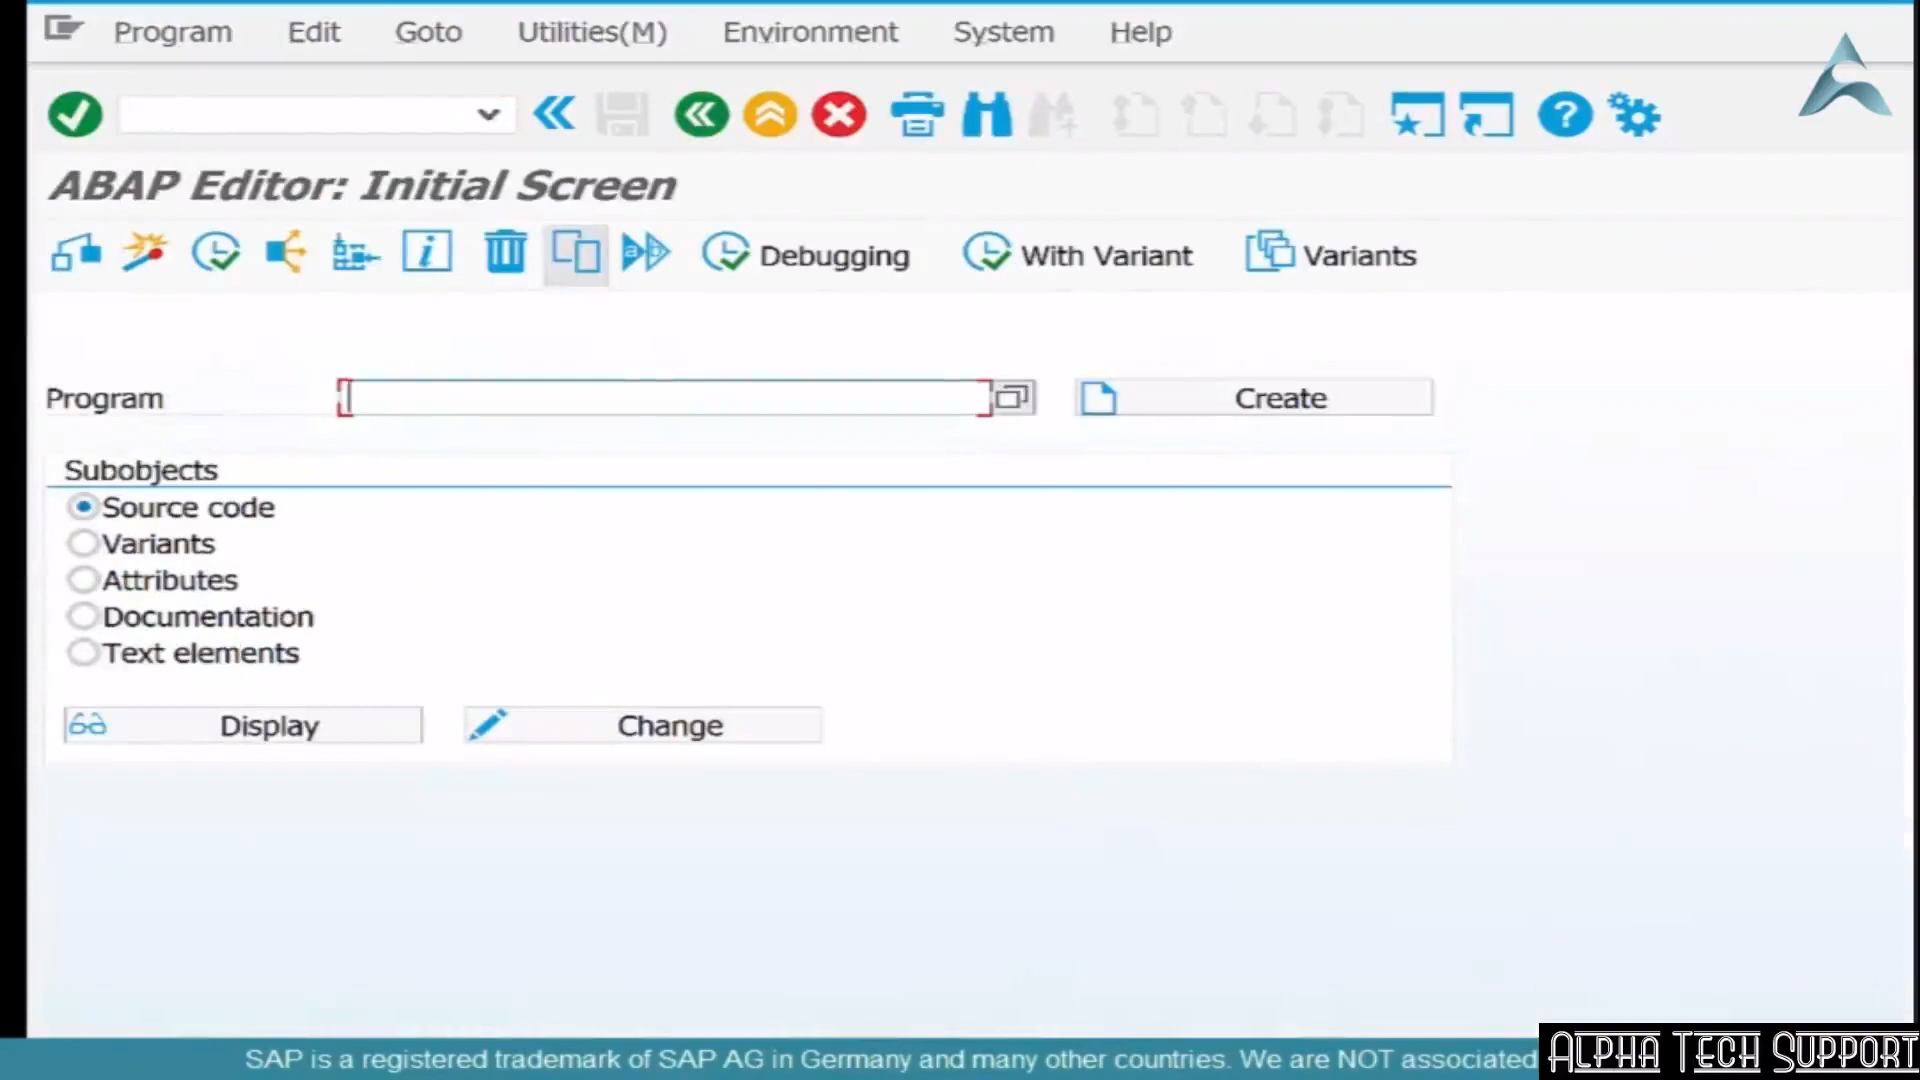 Program Edit Goto Utilities(M) Environment System Help
ABAP Editor: Initial Screen
Debugging With Variant Variants
Program Create
Subobjects
Source code
Variants
Attributes
Documentation
Text elements
Display Change
SAP is a registered trademark of SAP AG in Germany and many other countries. We are NOT associated
Alpha Tech Support